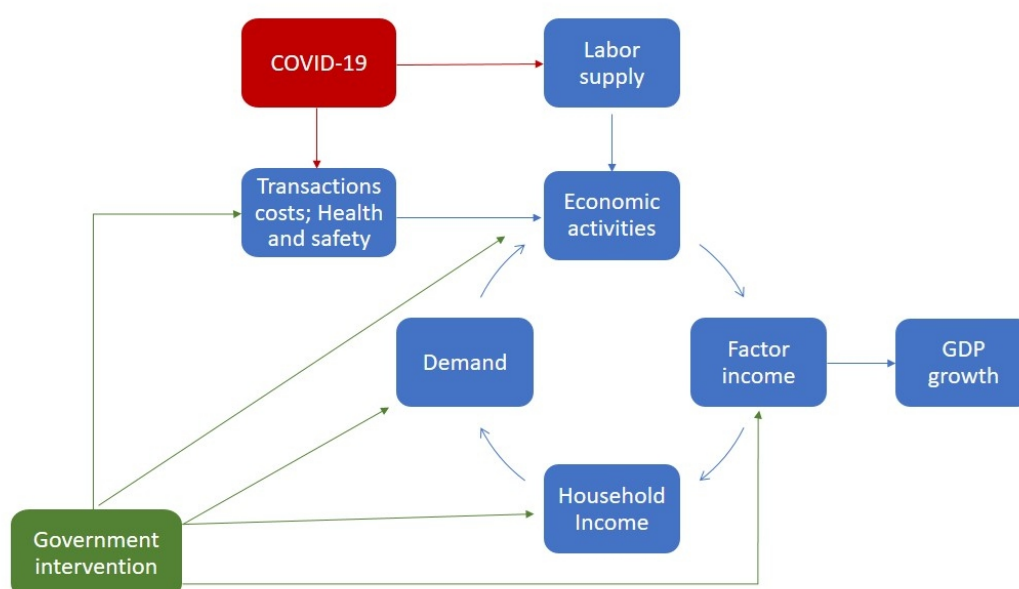 COVID-19
Labor
supply
Transactions
costs; Health
and safety
Economic
activities
Demand
Factor
income
GDP
growth
Household
Income
Government
intervention